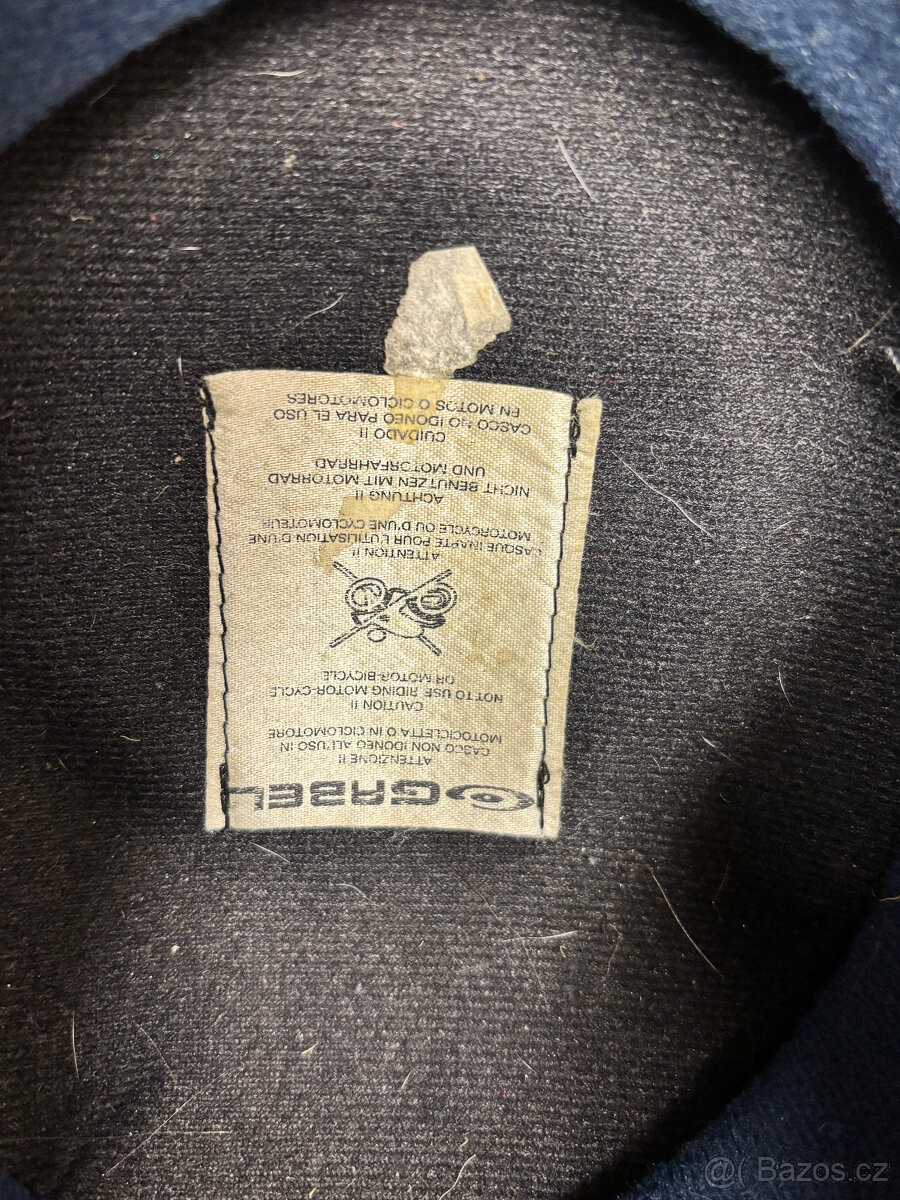 GABEL
ATTENZIONE !!
CASCO NON IDONEO ALL'USO IN
MOTOCICLETTA O IN CICLOMOTORE
CAUTION !!
NOT TO USE RIDING MOTOR-CYCLE
OR MOTOR-BICYCLE
ATTENTION !!
CASQUE INAPTE POUR L'UTILISATION D'UNE
MOTORCYCLE OU D'UNE CYCLOMOTEUR
ACHTUNG !!
NICHT BENUTZEN MIT MOTORRAD
UND MOTORFAHRRAD
CUIDADO !!
CASCO NO IDONEO PARA EL USO
EN MOTOS O CICLOMOTORES
@( Bazos.cz